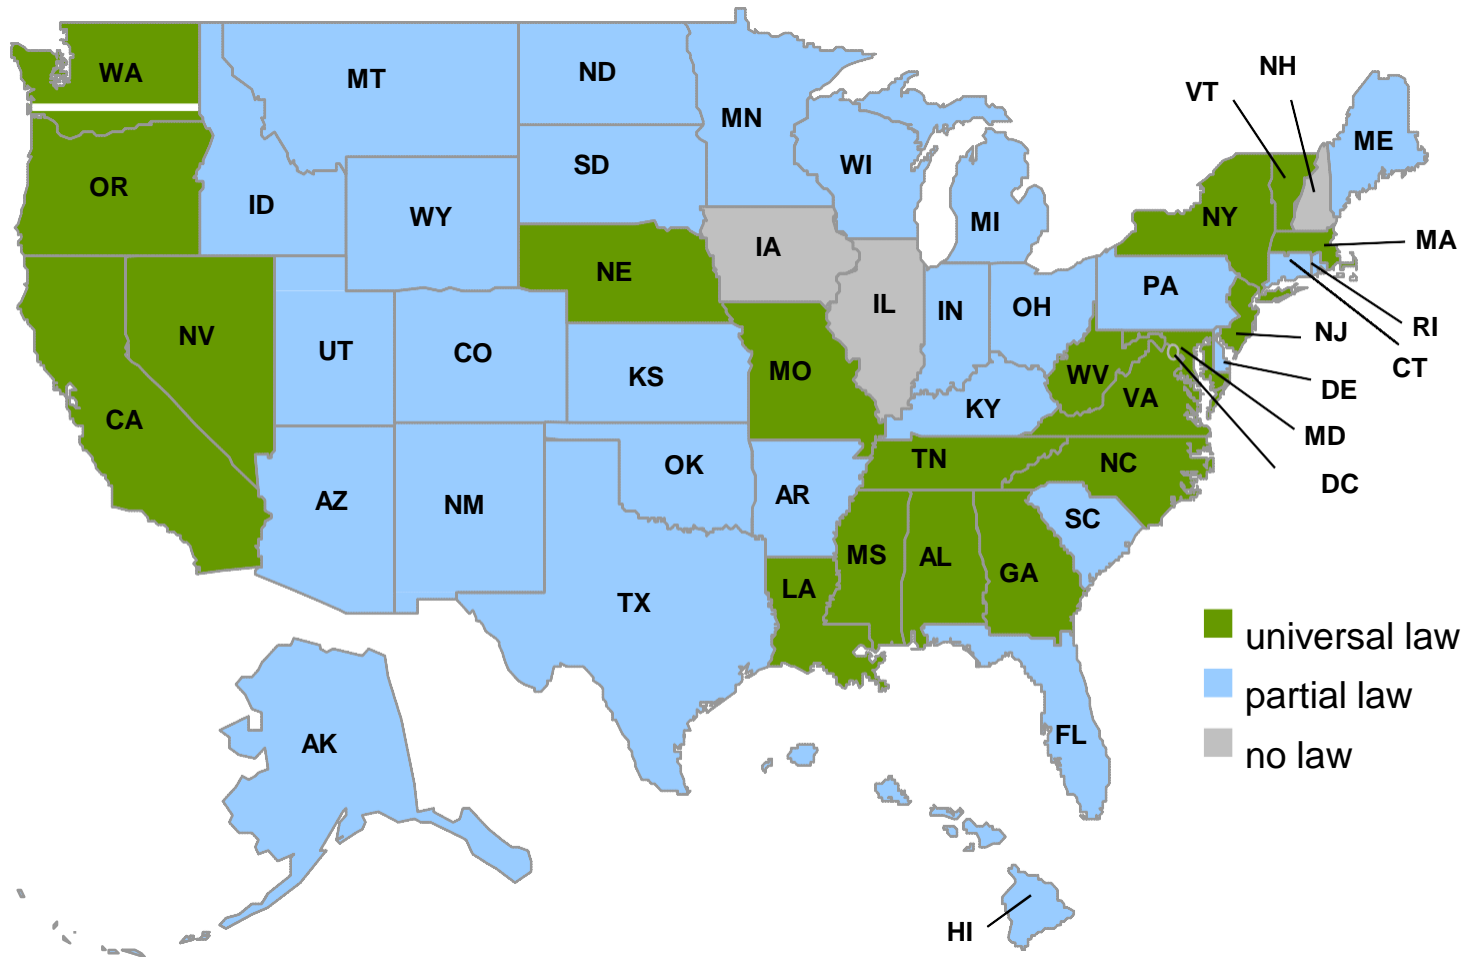 WA
MT
ND
MN
NH
VT
ME
OR
ID
WY
SD
WI
MI
NY
MA
IA
NE
NV
UT
CO
KS
MO
IL
IN
OH
PA
NJ
RI
CT
DE
MD
DC
CA
WV
VA
KY
AZ
NM
OK
AR
TN
NC
SC
TX
LA
MS
AL
GA
FL
AK
HI
universal law
partial law
no law